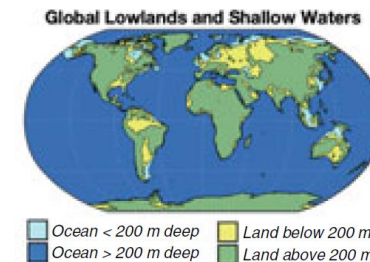 Global Lowlands and Shallow Waters
Ocean < 200 m deep
Land below 200 m
Ocean > 200 m deep
Land above 200 m